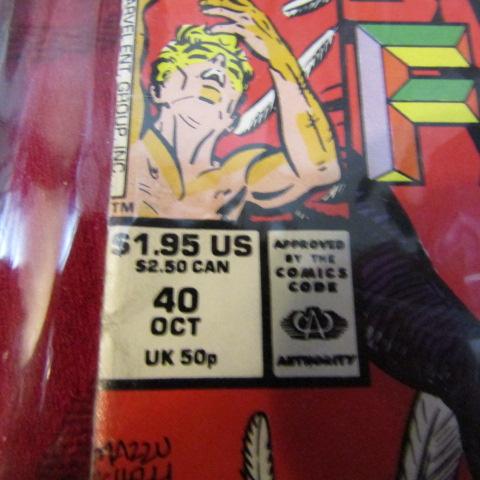 MARVEL ENT. GROUP, INC.
F
TM
$1.95 US
$2.50 CAN
40
OCT
UK 50p
APPROVED
BY THE
COMICS
CODE
CA
AUTHORITY